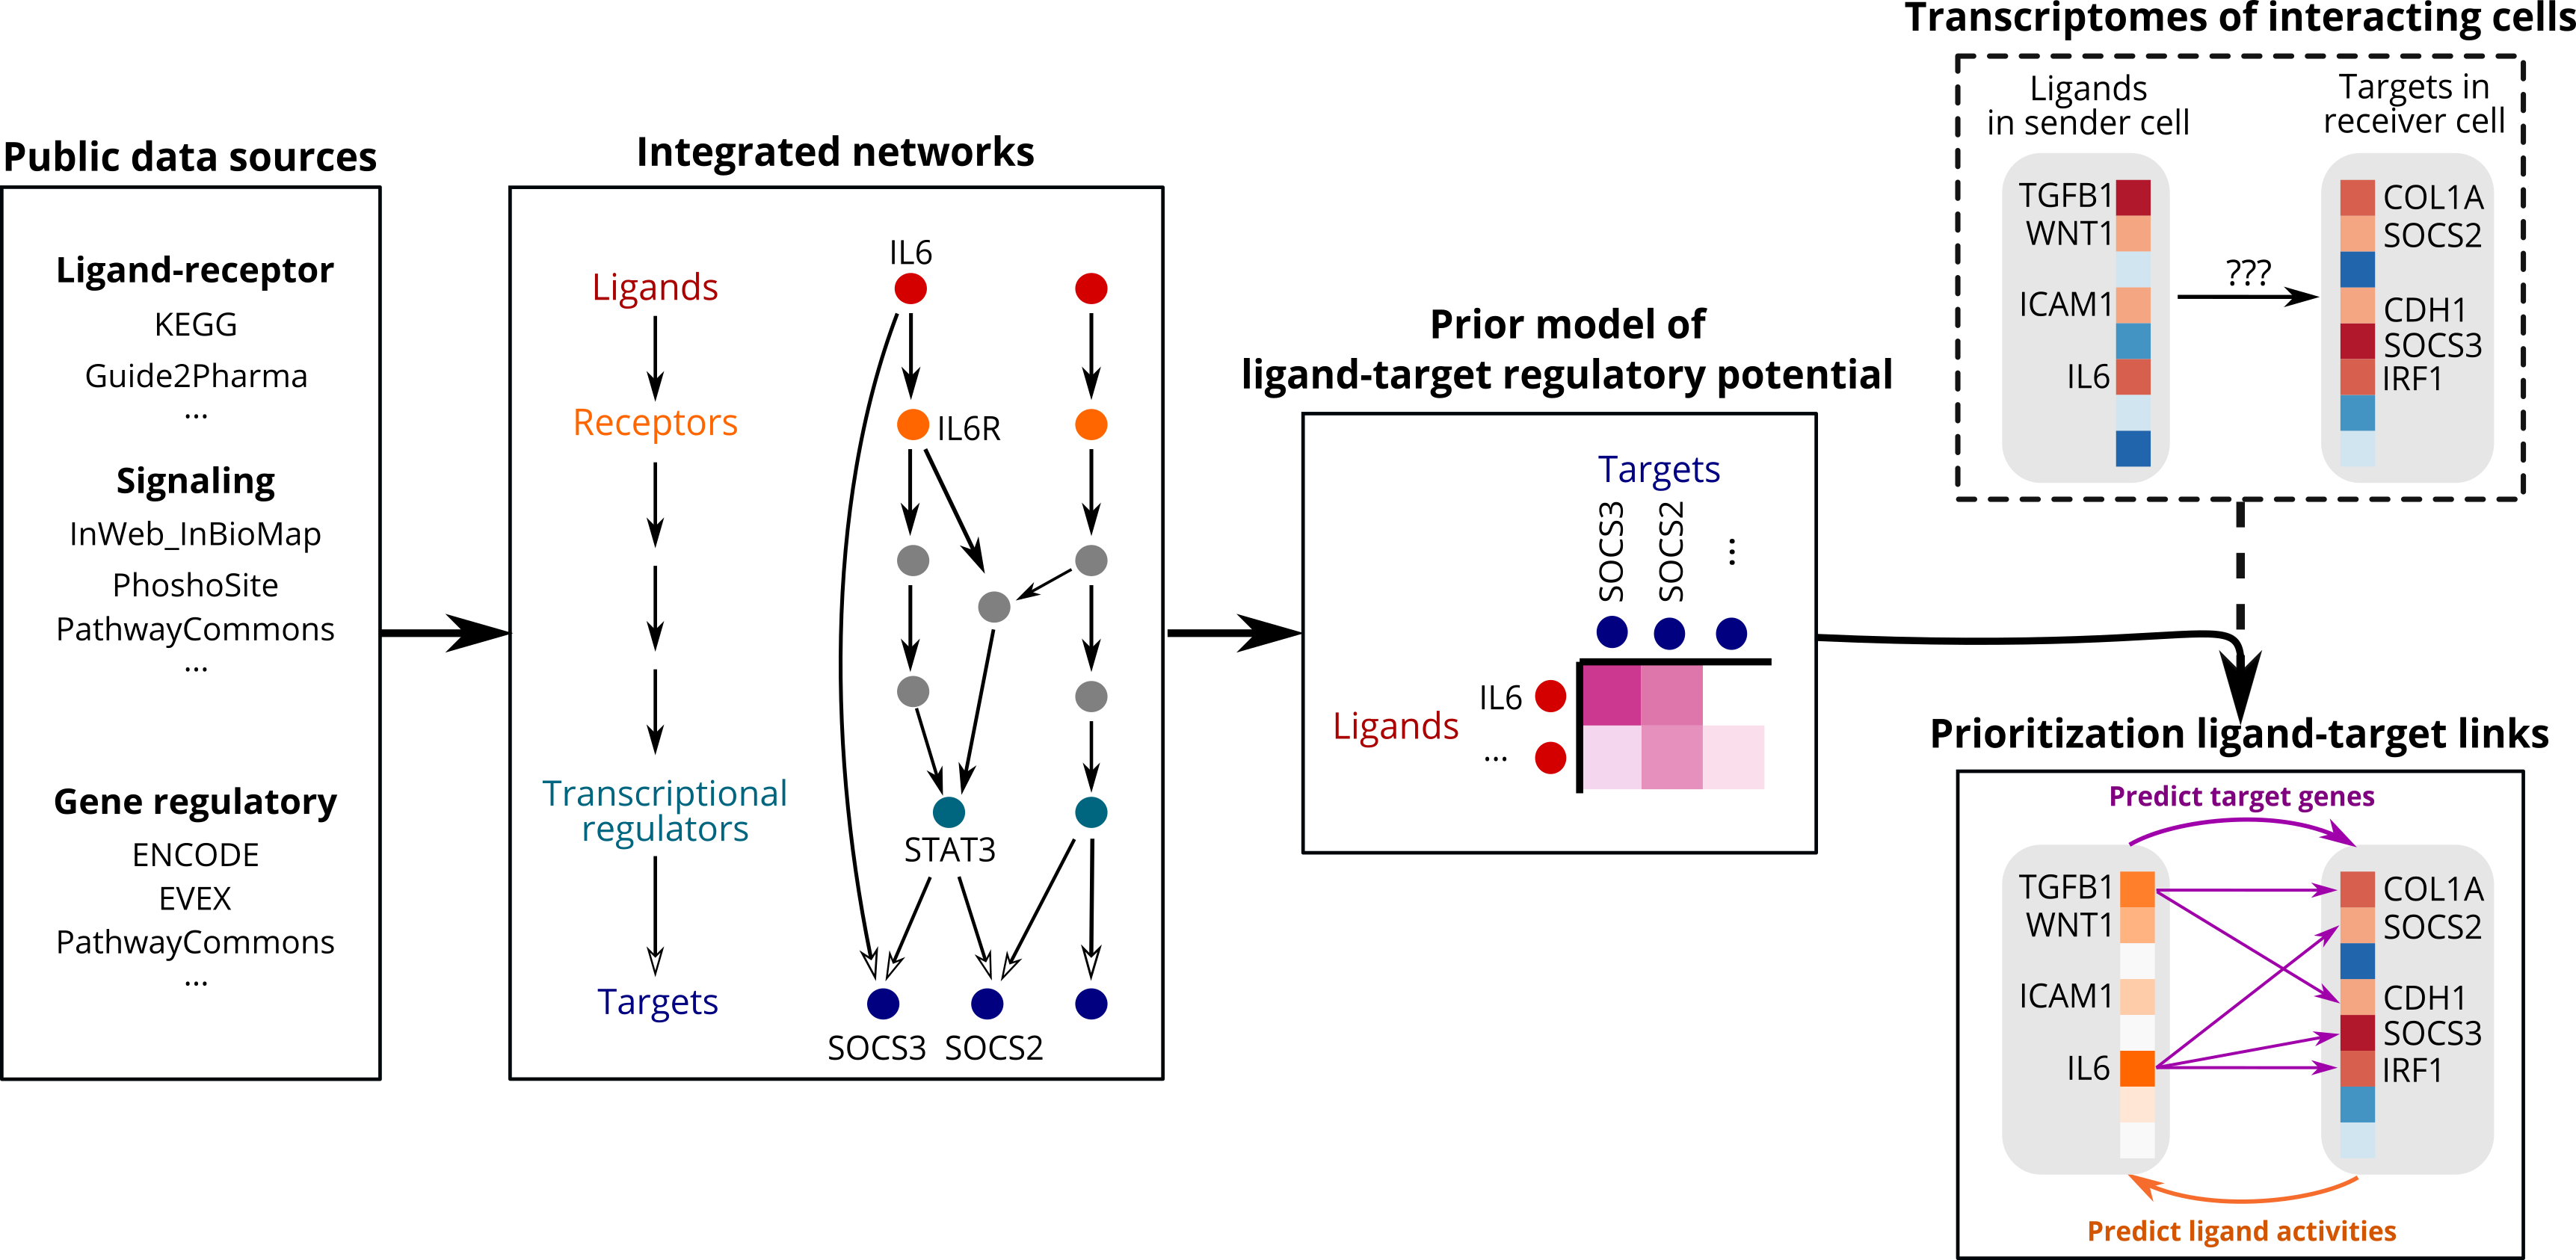 Public data sources
Ligand-receptor
KEGG
Guide2Pharma
...
Signaling
InWeb_InBioMap
PhoshoSite
PathwayCommons
...
Gene regulatory
ENCODE
EVEX
PathwayCommons
...
Integrated networks
Ligands
Receptors
Transcriptional
regulators
Targets
IL6
IL6R
STAT3
SOCS3
SOCS2
Prior model of
ligand-target regulatory potential
Targets
SOCS3
SOCS2
...
Ligands
IL6
...
Transcriptomes of interacting cells
Ligands
in sender cell
TGFB1
WNT1
ICAM1
IL6
???
Targets in
receiver cell
COL1A
SOCS2
CDH1
SOCS3
IRF1
Prioritization ligand-target links
Predict target genes
TGFB1
WNT1
ICAM1
IL6
COL1A
SOCS2
CDH1
SOCS3
IRF1
Predict ligand activities